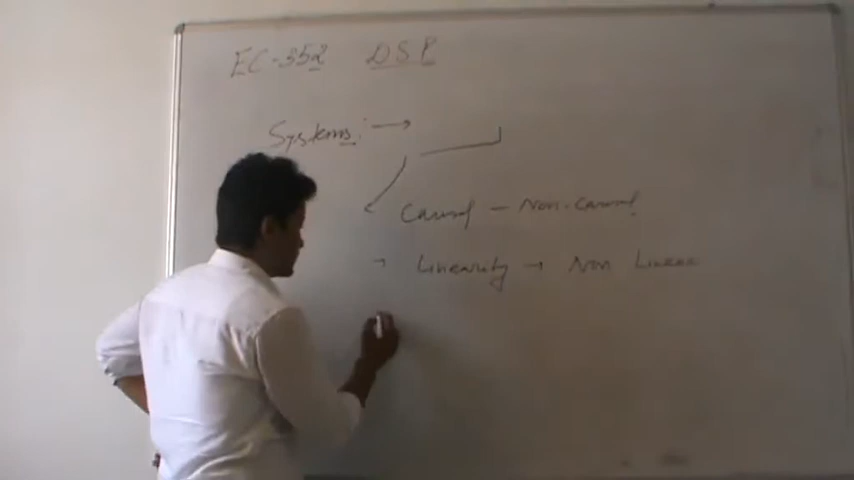 EC-352 DSP
Systems: →
Causal - Non-Causal
Linearity → Non Linear